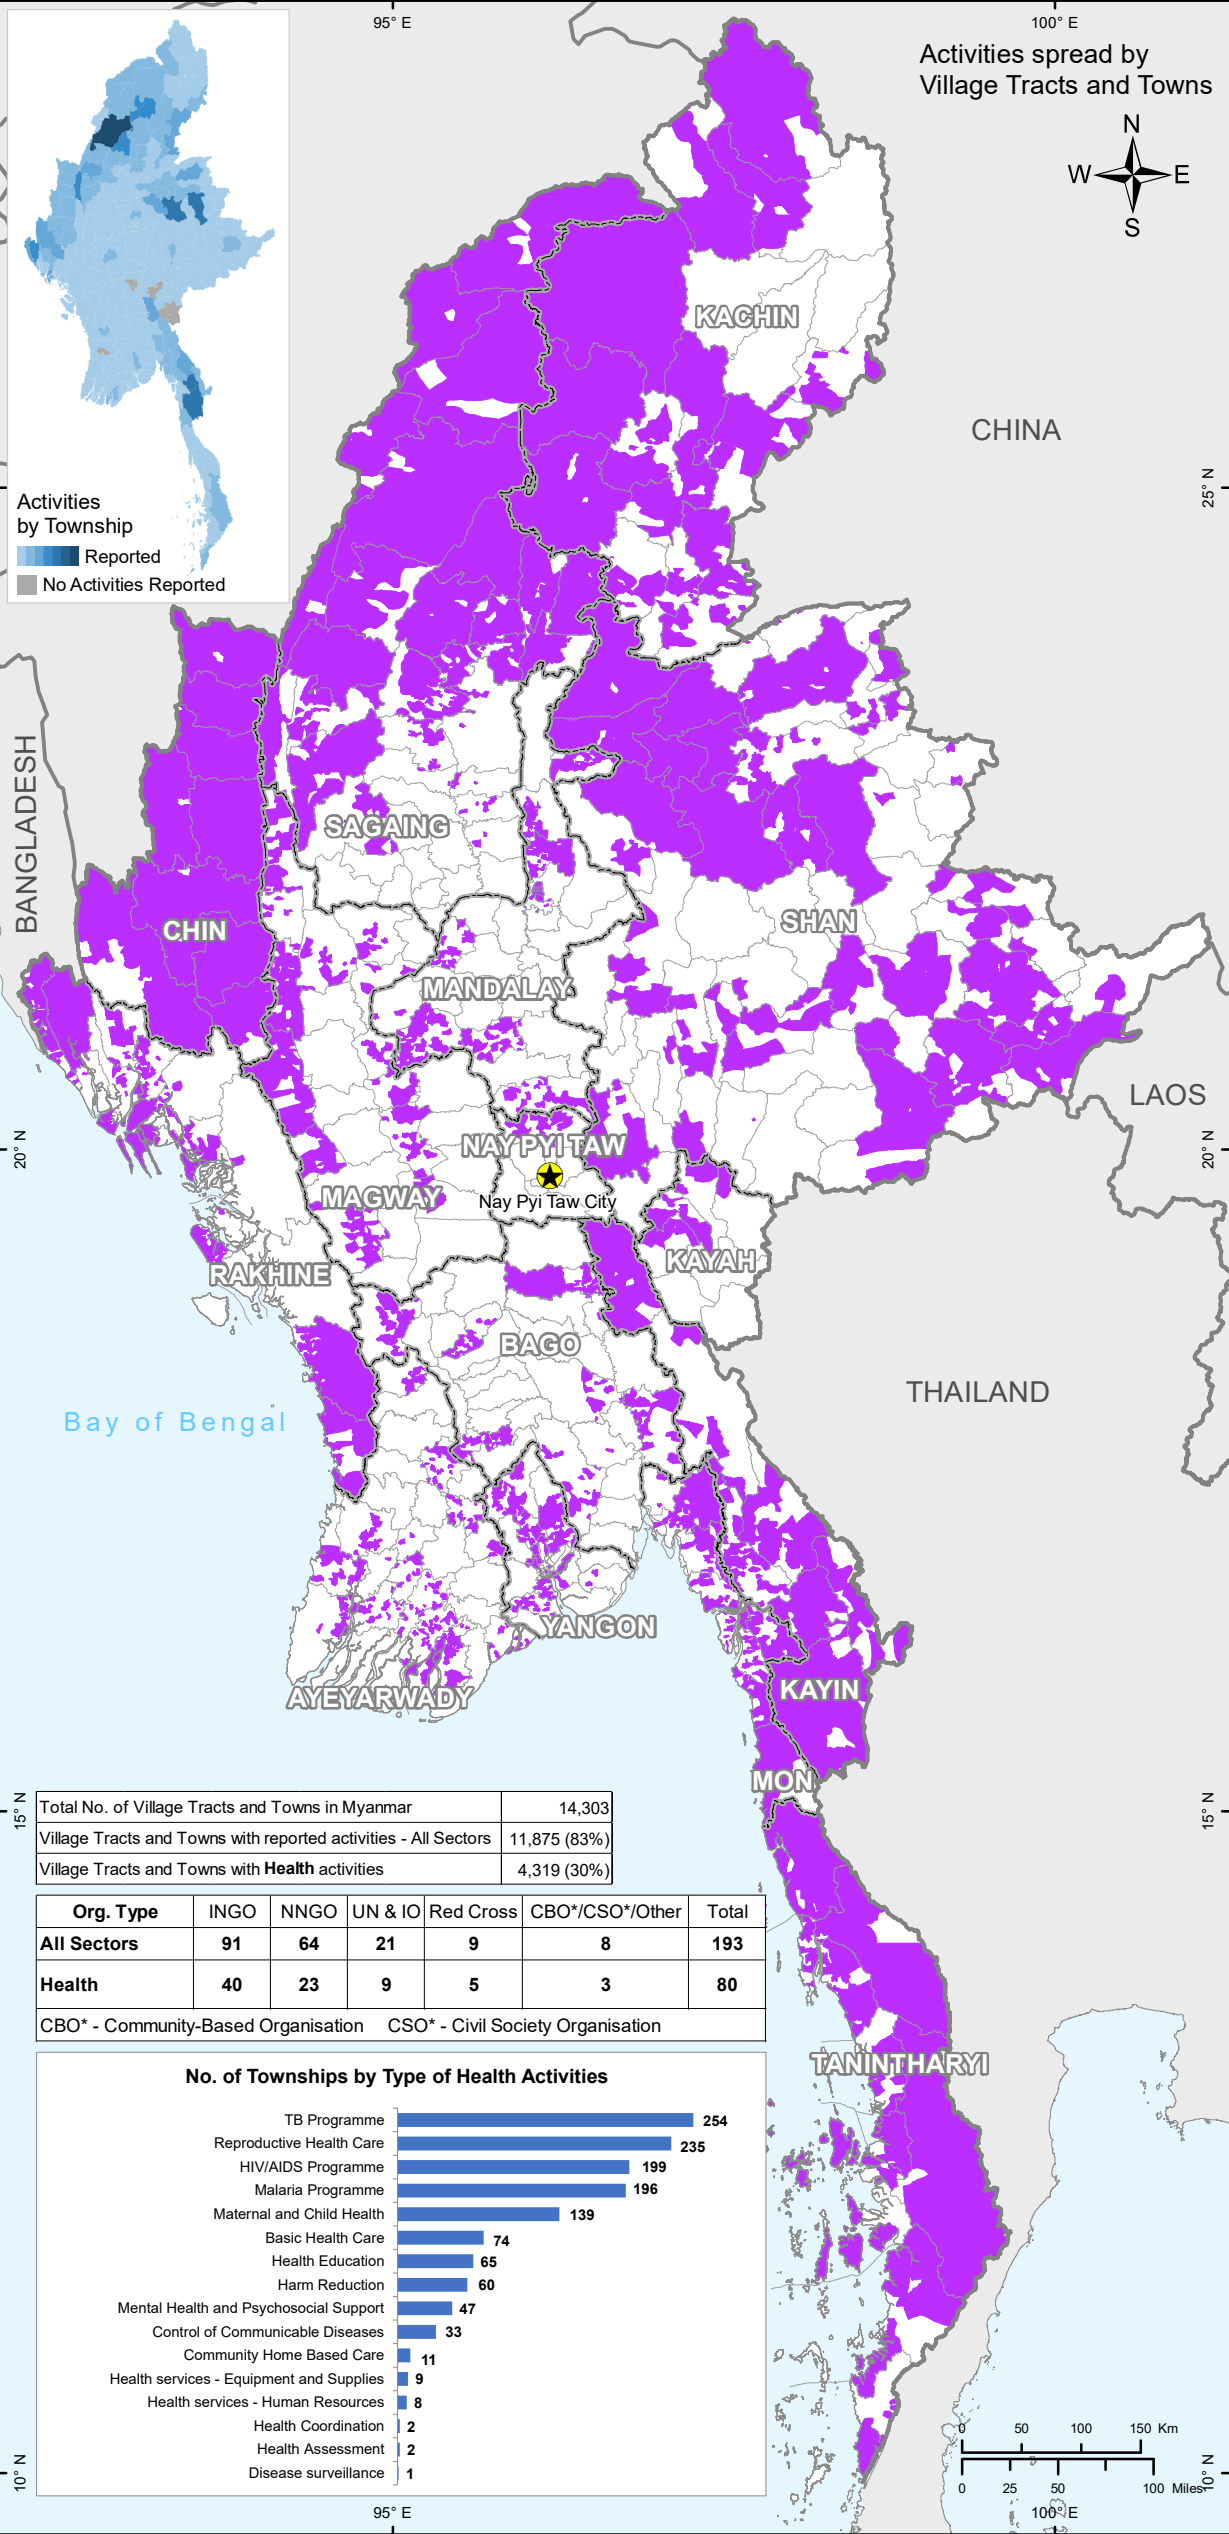 95° E
100° E
Activities spread by
Village Tracts and Towns
N
W E
S
Activities
by Township
Reported
No Activities Reported
KACHIN
CHINA
25° N
BANGLADESH
SAGAING
CHIN
SHAN
MANDALAY
LAOS
20° N
20° N
NAY PYI TAW
Nay Pyi Taw City
MAGWAY
KAYAH
RAKHINE
BAGO
THAILAND
Bay of Bengal
YANGON
AYEYARWADY
KAYIN
MON
15° N
15° N
Total No. of Village Tracts and Towns in Myanmar 14,303
Village Tracts and Towns with reported activities - All Sectors 11,875 (83%)
Village Tracts and Towns with Health activities 4,319 (30%)
Org. Type INGO NNGO UN & IO Red Cross CBO*/CSO*/Other Total
All Sectors 91 64 21 9 8 193
Health 40 23 9 5 3 80
CBO* - Community-Based Organisation CSO* - Civil Society Organisation
TANINTHARYI
No. of Townships by Type of Health Activities
TB Programme 254
Reproductive Health Care 235
HIV/AIDS Programme 199
Malaria Programme 196
Maternal and Child Health 139
Basic Health Care 74
Health Education 65
Harm Reduction 60
Mental Health and Psychosocial Support 47
Control of Communicable Diseases 33
Community Home Based Care 11
Health services - Equipment and Supplies 9
Health services - Human Resources 8
Health Coordination 2
Health Assessment 2
Disease surveillance 1
0 50 100 150 Km
0 25 50 100 Miles
10° N
10° N
95° E
100° E